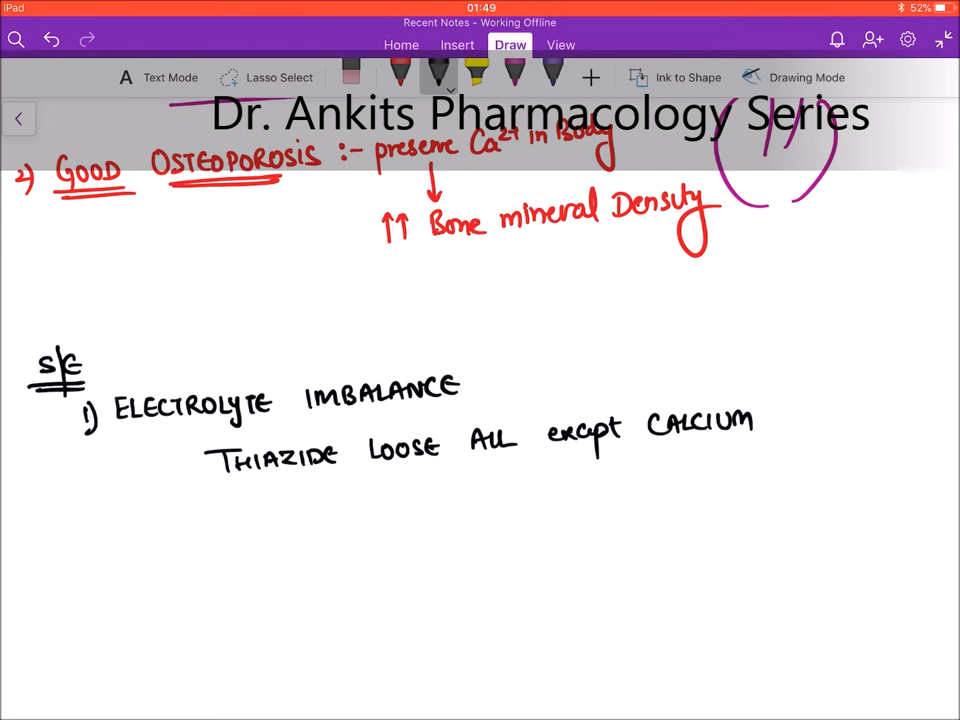 iPad 01:49 52%
Recent Notes - Working Offline
Home Insert Draw View
A Text Mode Lasso Select Ink to Shape Drawing Mode
Dr. Ankits Pharmacology Series
2) GOOD OSTEOPOROSIS :- preserve Ca2+ in Body
↑↑ Bone mineral Density
S/E
1) ELECTROLYTE IMBALANCE
THIAZIDE LOOSE ALL except CALCIUM